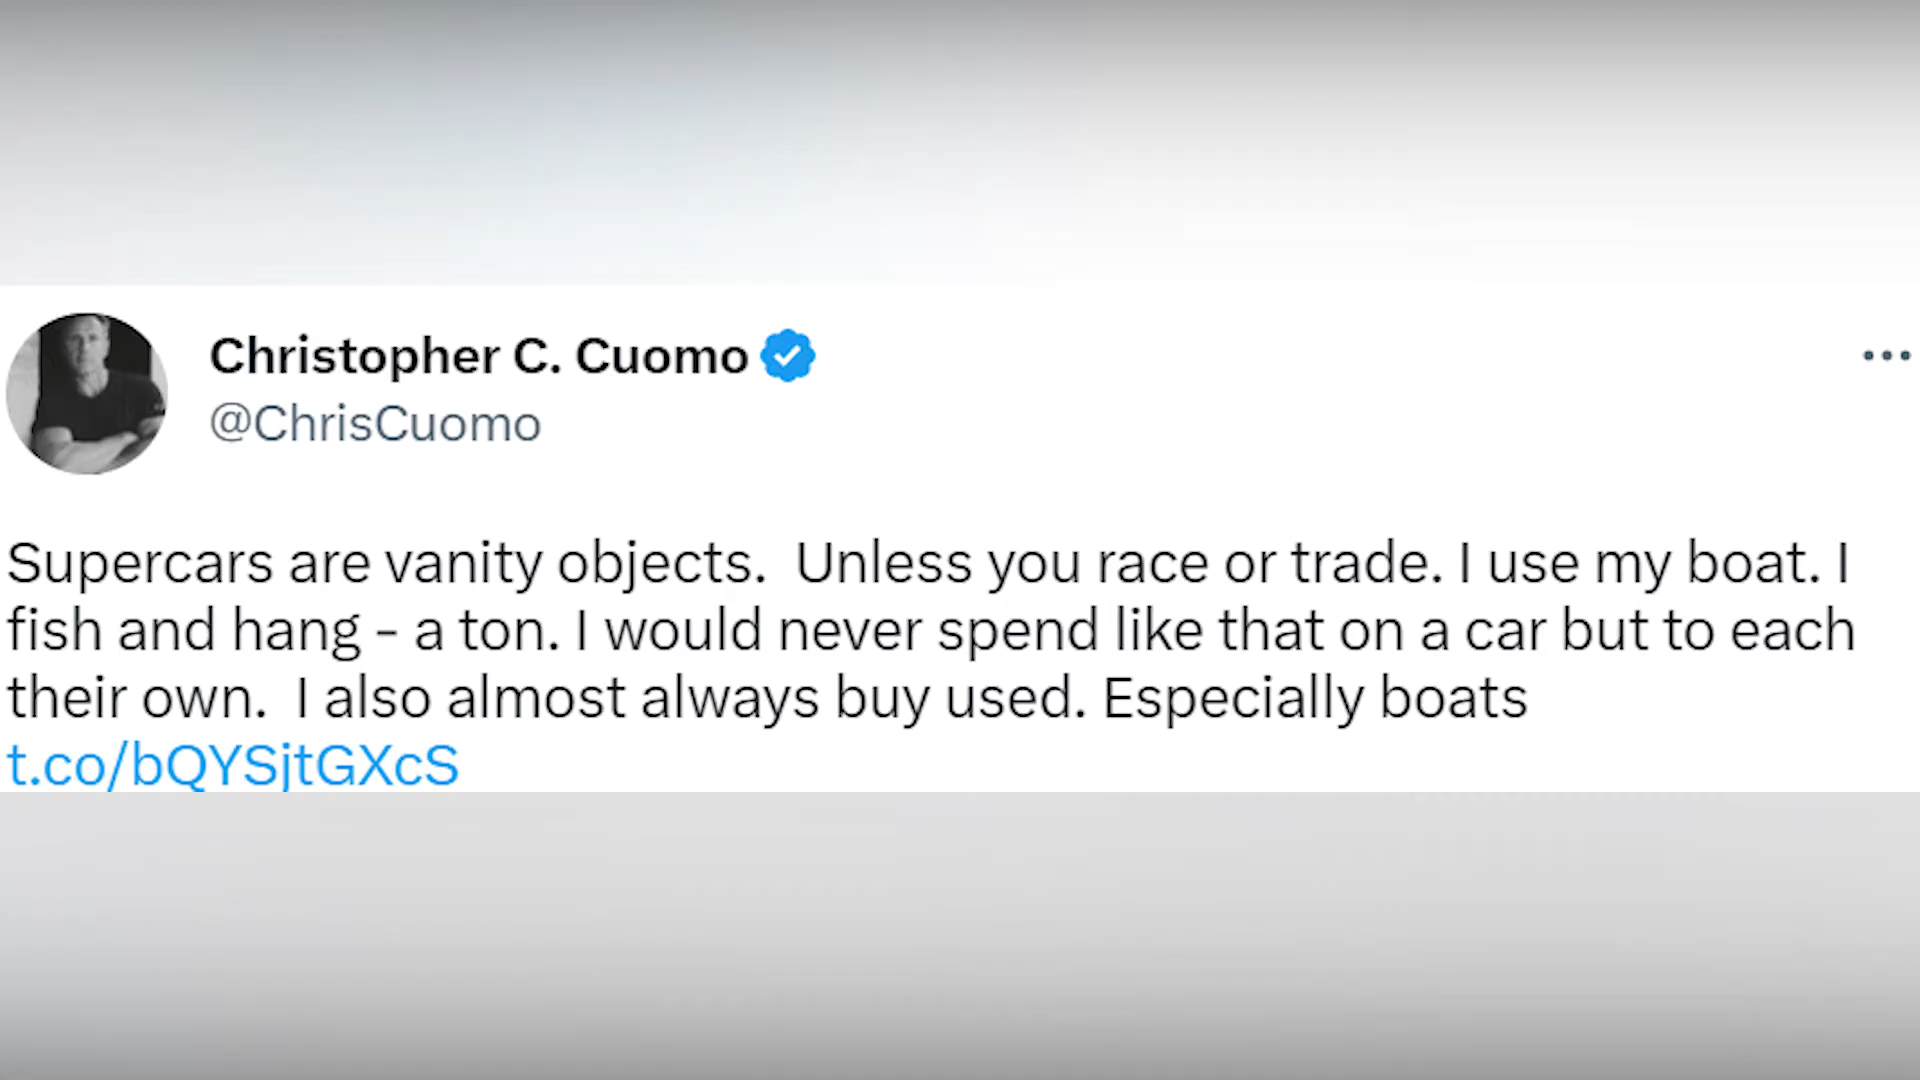 Christopher C. Cuomo
@ChrisCuomo
Supercars are vanity objects.  Unless you race or trade. I use my boat. I
fish and hang - a ton. I would never spend like that on a car but to each
their own.  I also almost always buy used. Especially boats
t.co/bQYSjtGXcS